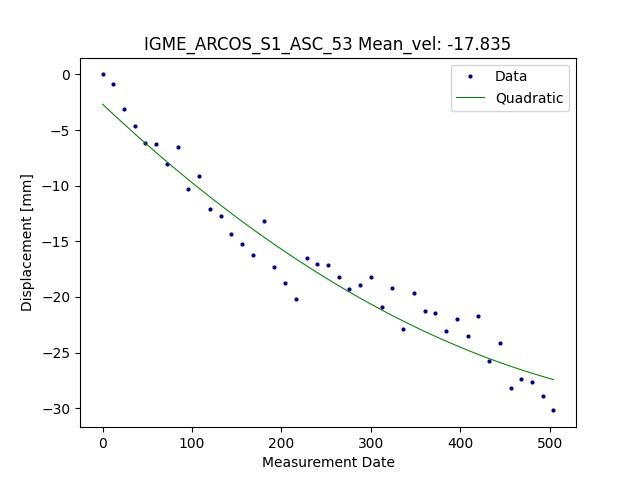 IGME_ARCOS_S1_ASC_53 Mean_vel: -17.835
Data
Quadratic
0
−5
−10
−15
−20
−25
−30
Displacement [mm]
0 100 200 300 400 500
Measurement Date